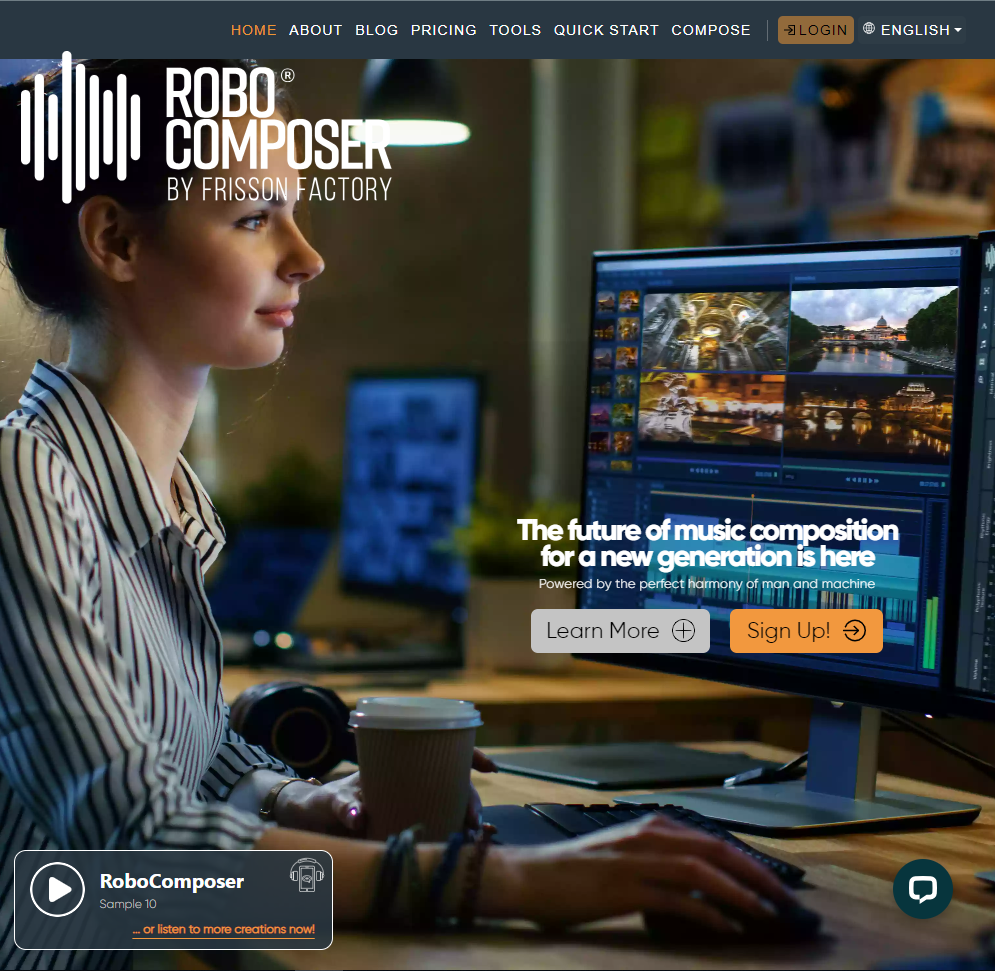 HOME ABOUT BLOG PRICING TOOLS QUICK START COMPOSE LOGIN ENGLISH
ROBO®
COMPOSER
BY FRISSON FACTORY
The future of music composition
for a new generation is here
Powered by the perfect harmony of man and machine
Learn More Sign Up!
RoboComposer
Sample 10
... or listen to more creations now!